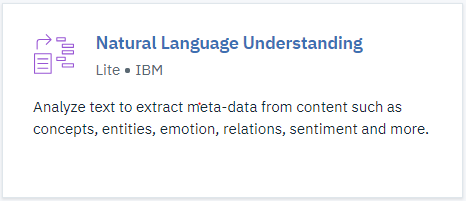 Natural Language Understanding
Lite • IBM
Analyze text to extract meta-data from content such as
concepts, entities, emotion, relations, sentiment and more.